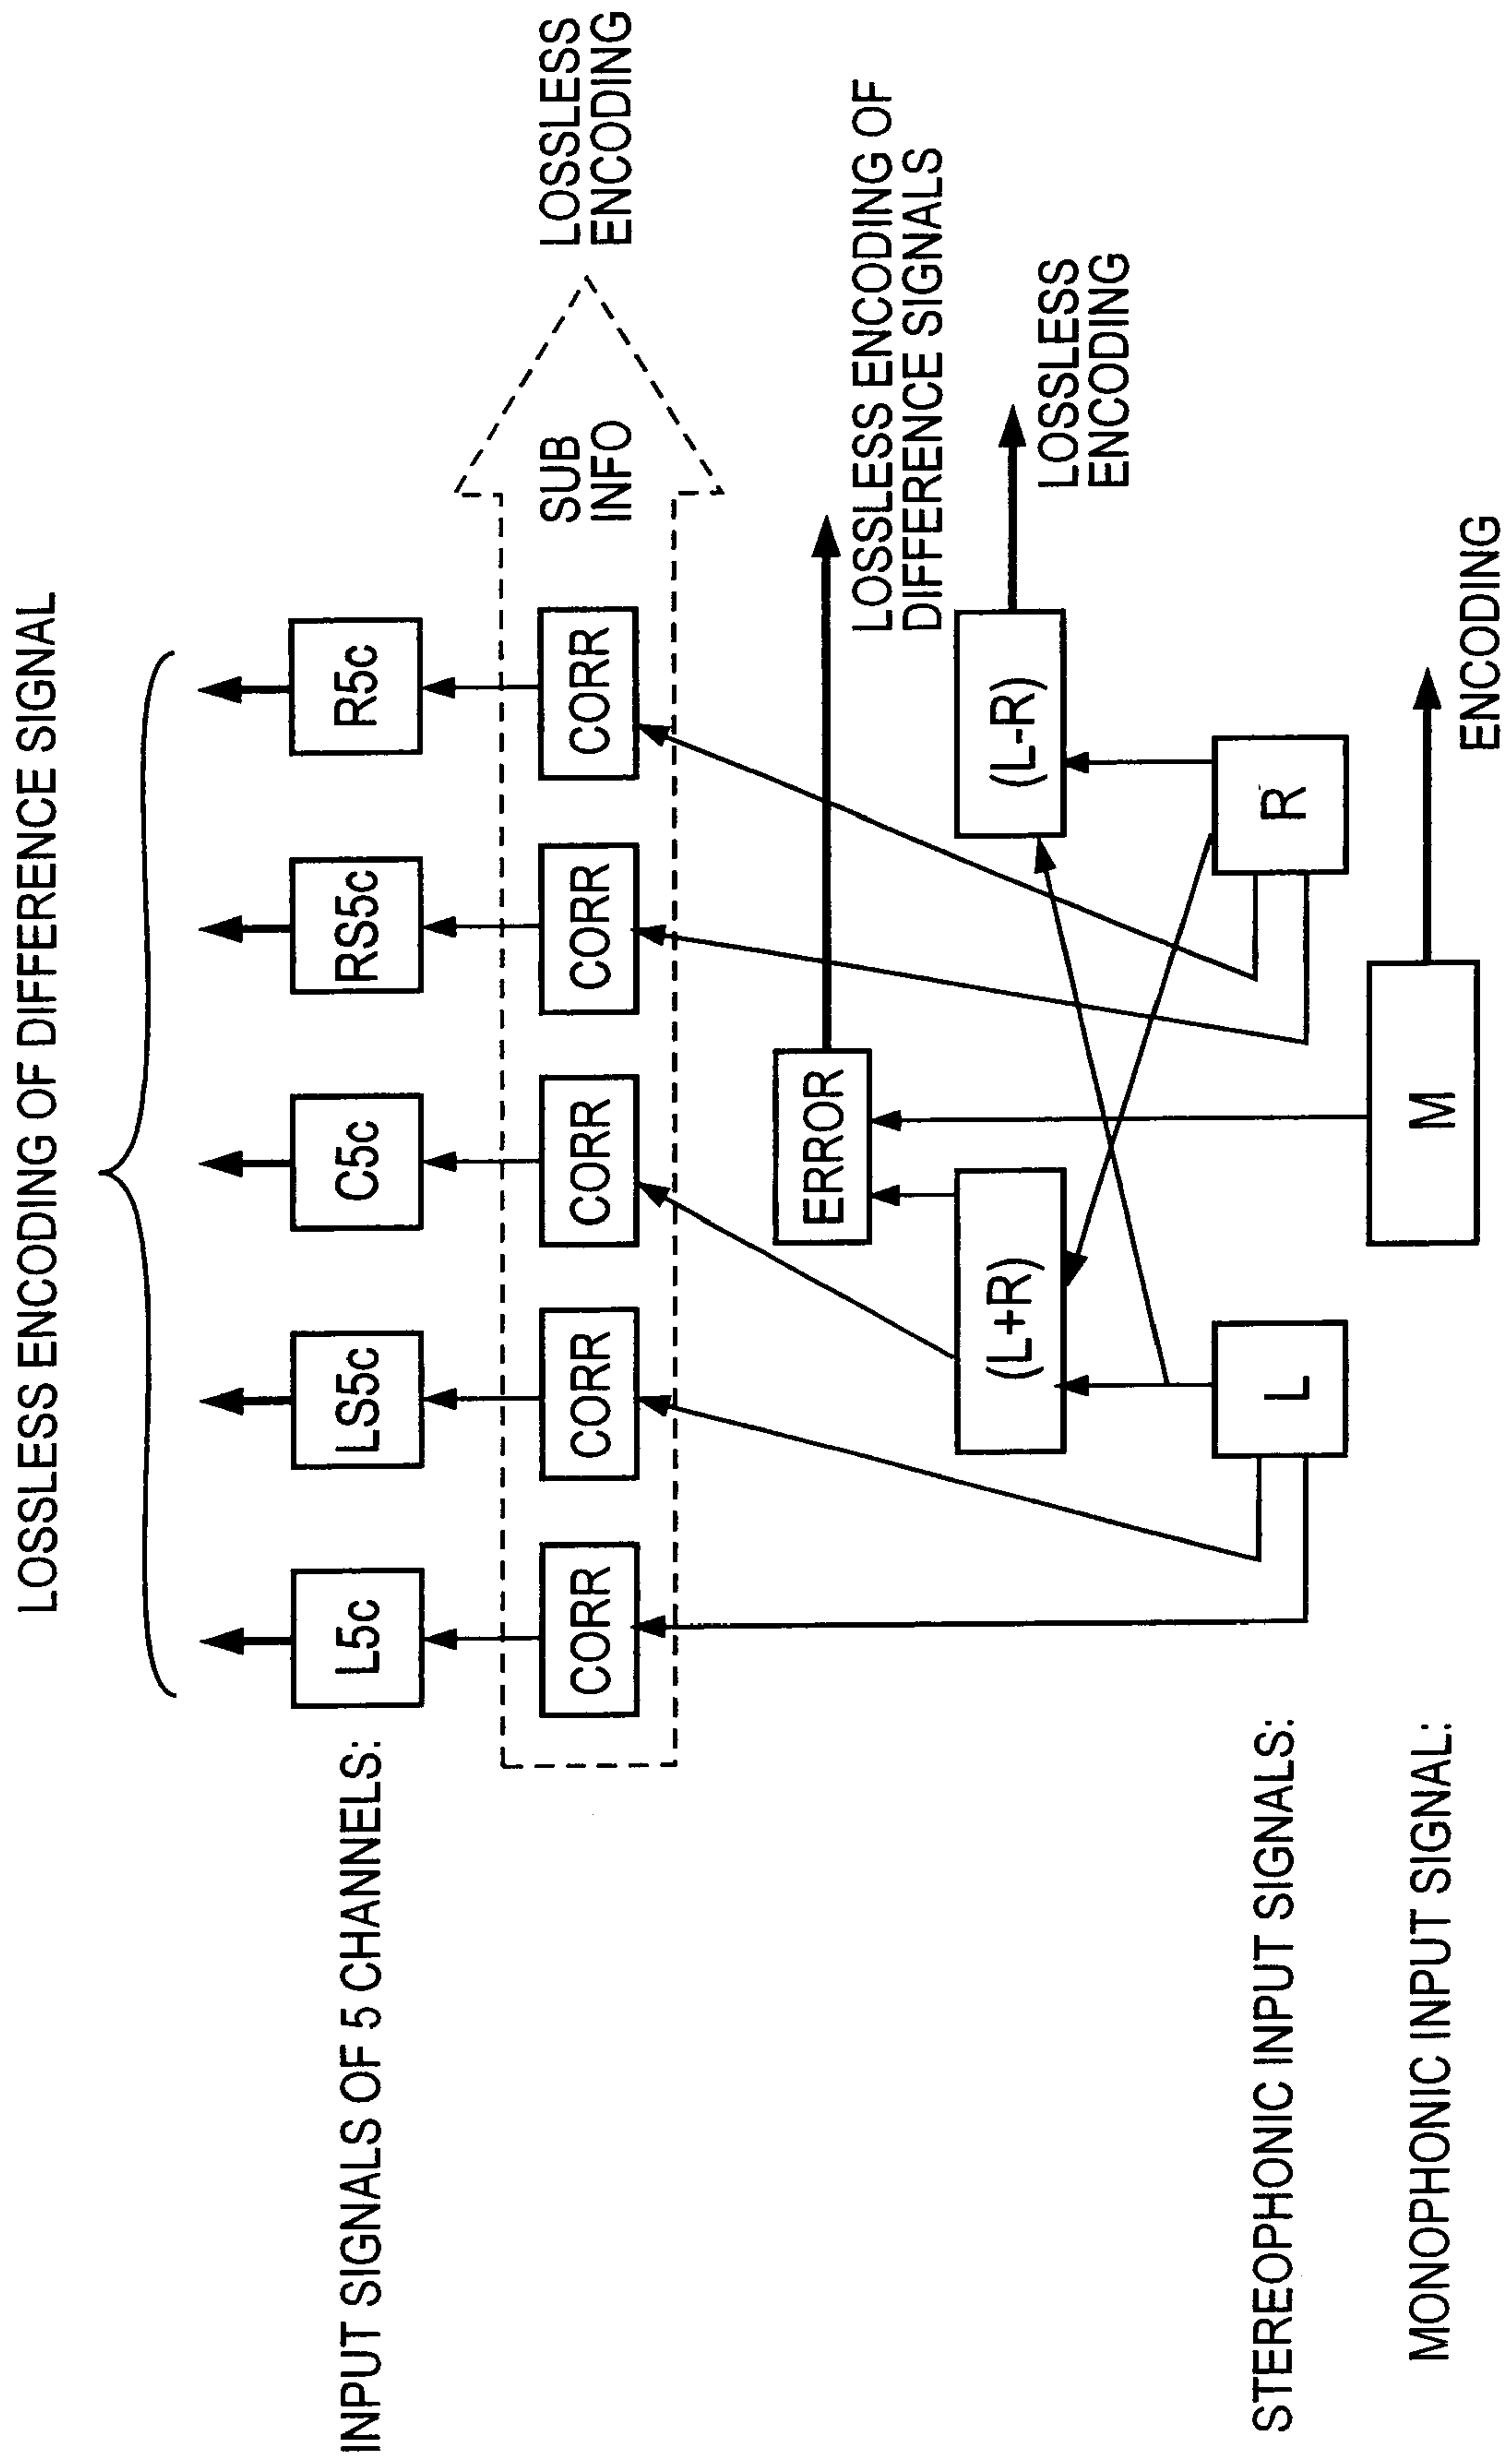 LOSSLESS ENCODING OF DIFFERENCE SIGNAL
INPUT SIGNALS OF 5 CHANNELS:
L5c
LS5c
C5c
RS5c
R5c
CORR
CORR
CORR
CORR
CORR
SUB
INFO
LOSSLESS
ENCODING
ERROR
LOSSLESS ENCODING OF
DIFFERENCE SIGNALS
(L+R)
(L-R)
LOSSLESS
ENCODING
STEREOPHONIC INPUT SIGNALS:
L
R
MONOPHONIC INPUT SIGNAL:
M
ENCODING